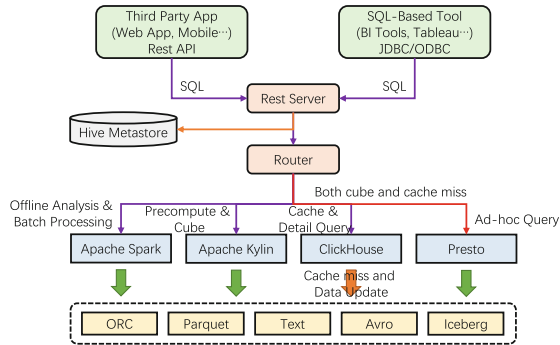 Third Party App
(Web App, Mobile…)
Rest API
SQL-Based Tool
(BI Tools, Tableau…)
JDBC/ODBC
SQL
SQL
Rest Server
Hive Metastore
Router
Both cube and cache miss
Offline Analysis &
Batch Processing
Precompute &
Cube
Cache &
Detail Query
Ad-hoc Query
Apache Spark
Apache Kylin
ClickHouse
Presto
Cache miss and
Data Update
ORC
Parquet
Text
Avro
Iceberg